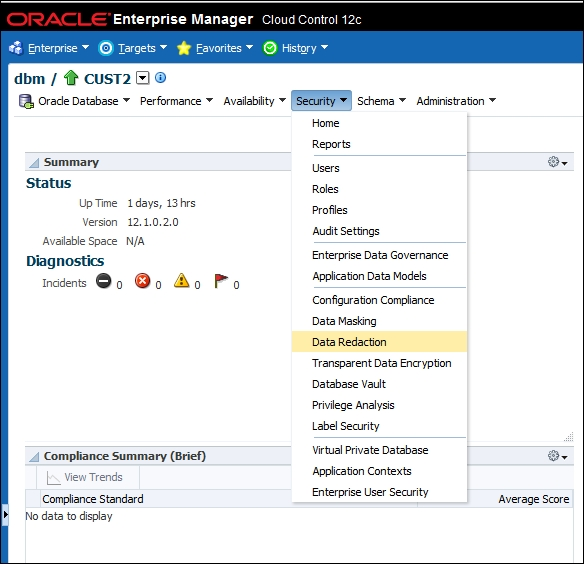 ORACLE Enterprise Manager Cloud Control 12c
Enterprise Targets Favorites History
dbm / CUST2
Oracle Database Performance Availability Security Schema Administration
Home
Reports
Users
Roles
Profiles
Audit Settings
Enterprise Data Governance
Application Data Models
Configuration Compliance
Data Masking
Data Redaction
Transparent Data Encryption
Database Vault
Privilege Analysis
Label Security
Virtual Private Database
Application Contexts
Enterprise User Security
Summary
Status
Up Time 1 days, 13 hrs
Version 12.1.0.2.0
Available Space N/A
Diagnostics
Incidents 0 0 0 0
Compliance Summary (Brief)
View Trends
Compliance Standard Average Score
No data to display